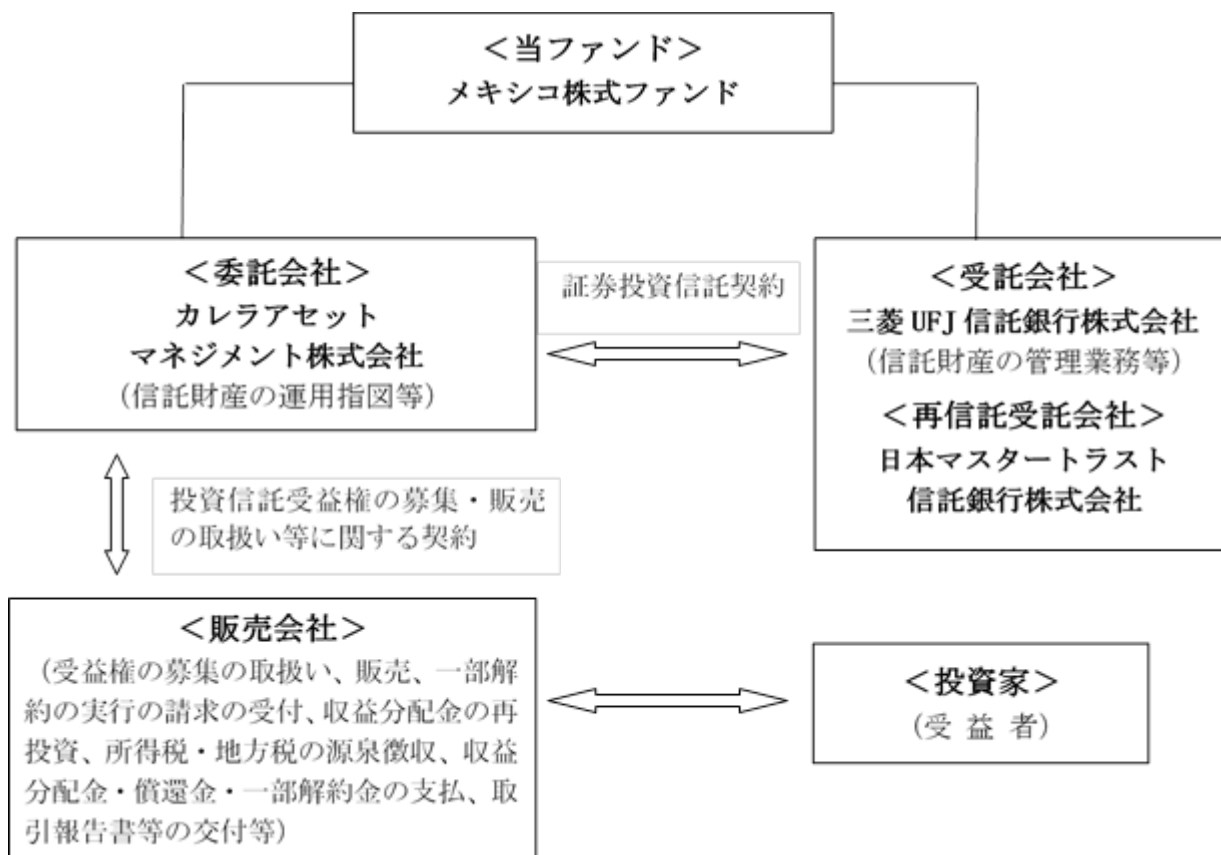 ＜当ファンド＞
メキシコ株式ファンド
＜委託会社＞
カレラアセット
マネジメント株式会社
（信託財産の運用指図等）
証券投資信託契約
＜受託会社＞
三菱 UFJ 信託銀行株式会社
（信託財産の管理業務等）
＜再信託受託会社＞
日本マスタートラスト
信託銀行株式会社
投資信託受益権の募集・販売
の取扱い等に関する契約
＜販売会社＞
（受益権の募集の取扱い、販売、一部解
約の実行の請求の受付、収益分配金の再
投資、所得税・地方税の源泉徴収、収益
分配金・償還金・一部解約金の支払、取
引報告書等の交付等）
＜投資家＞
（受 益 者）